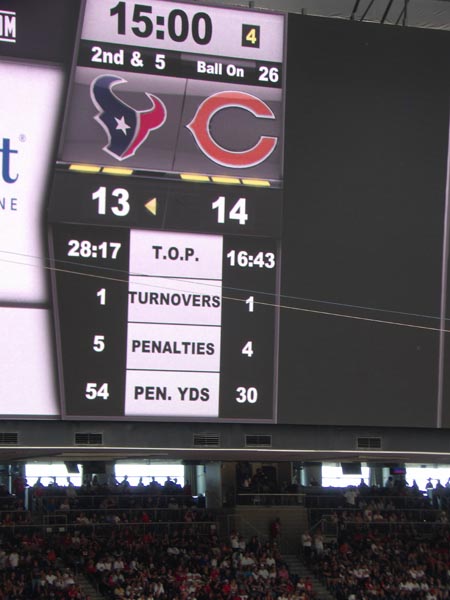 15:00 4
2nd & 5 Ball On 26
C
13 14
28:17 T.O.P. 16:43
1 TURNOVERS 1
5 PENALTIES 4
54 PEN. YDS 30